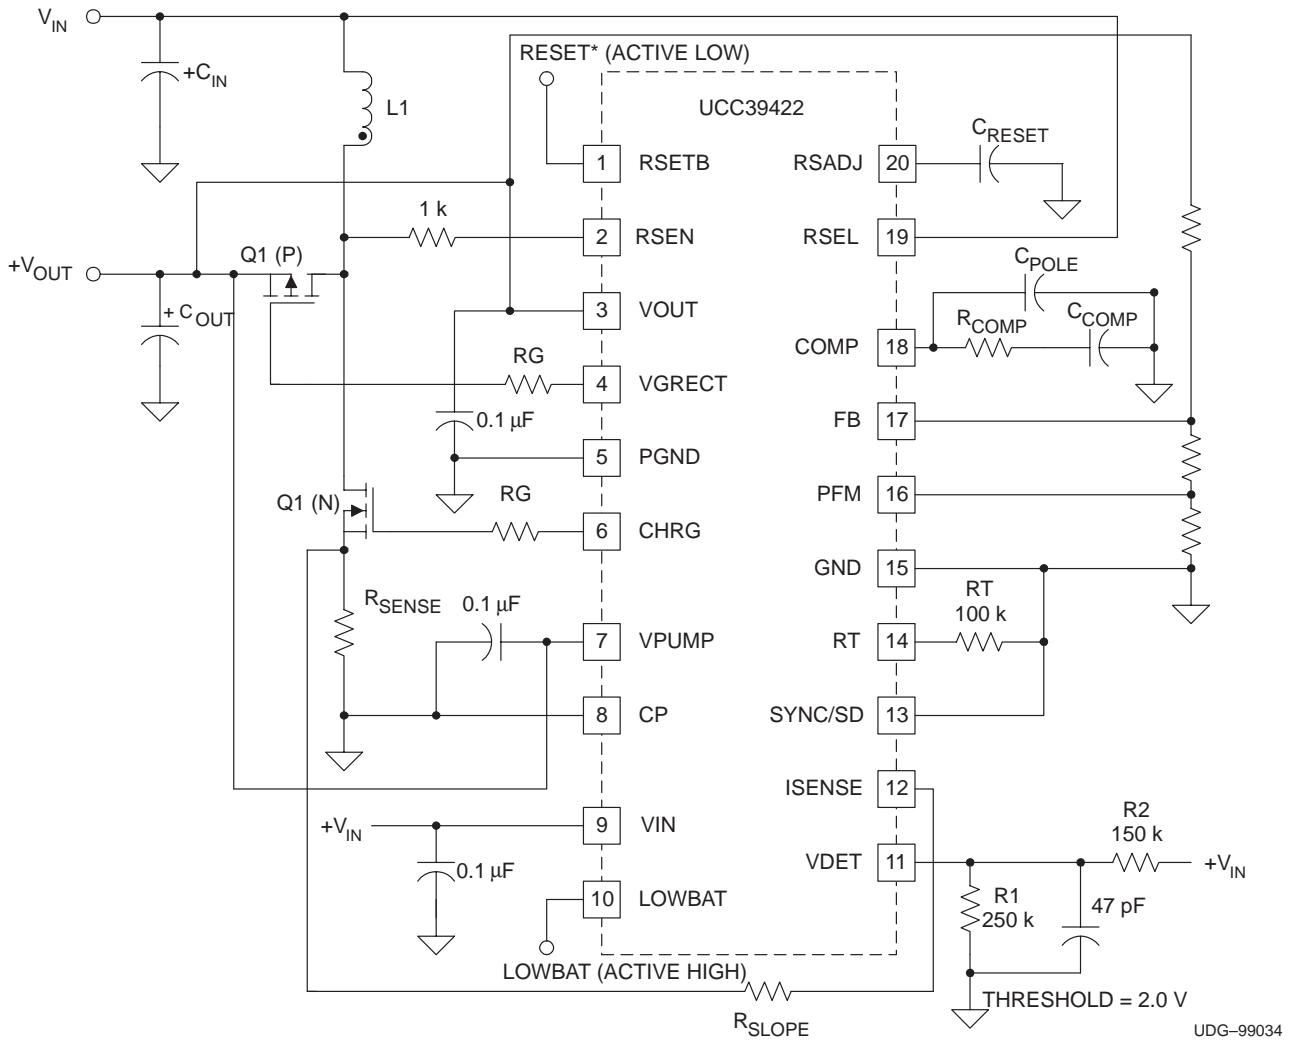 VIN
+CIN
L1
RESET* (ACTIVE LOW)
UCC39422
CRESET
1 RSETB
RSADJ 20
1 k
2 RSEN
RSEL 19
Q1 (P)
+VOUT
+ COUT
CPOLE
RCOMP
CCOMP
3 VOUT
COMP 18
RG
4 VGRECT
0.1 µF
FB 17
5 PGND
PFM 16
Q1 (N)
RG
6 CHRG
GND 15
RSENSE
0.1 µF
RT
100 k
7 VPUMP
RT 14
8 CP
SYNC/SD 13
ISENSE 12
+VIN
9 VIN
R2
150 k
VDET 11
+VIN
0.1 µF
10 LOWBAT
R1
250 k
47 pF
LOWBAT (ACTIVE HIGH)
THRESHOLD = 2.0 V
RSLOPE
UDG–99034